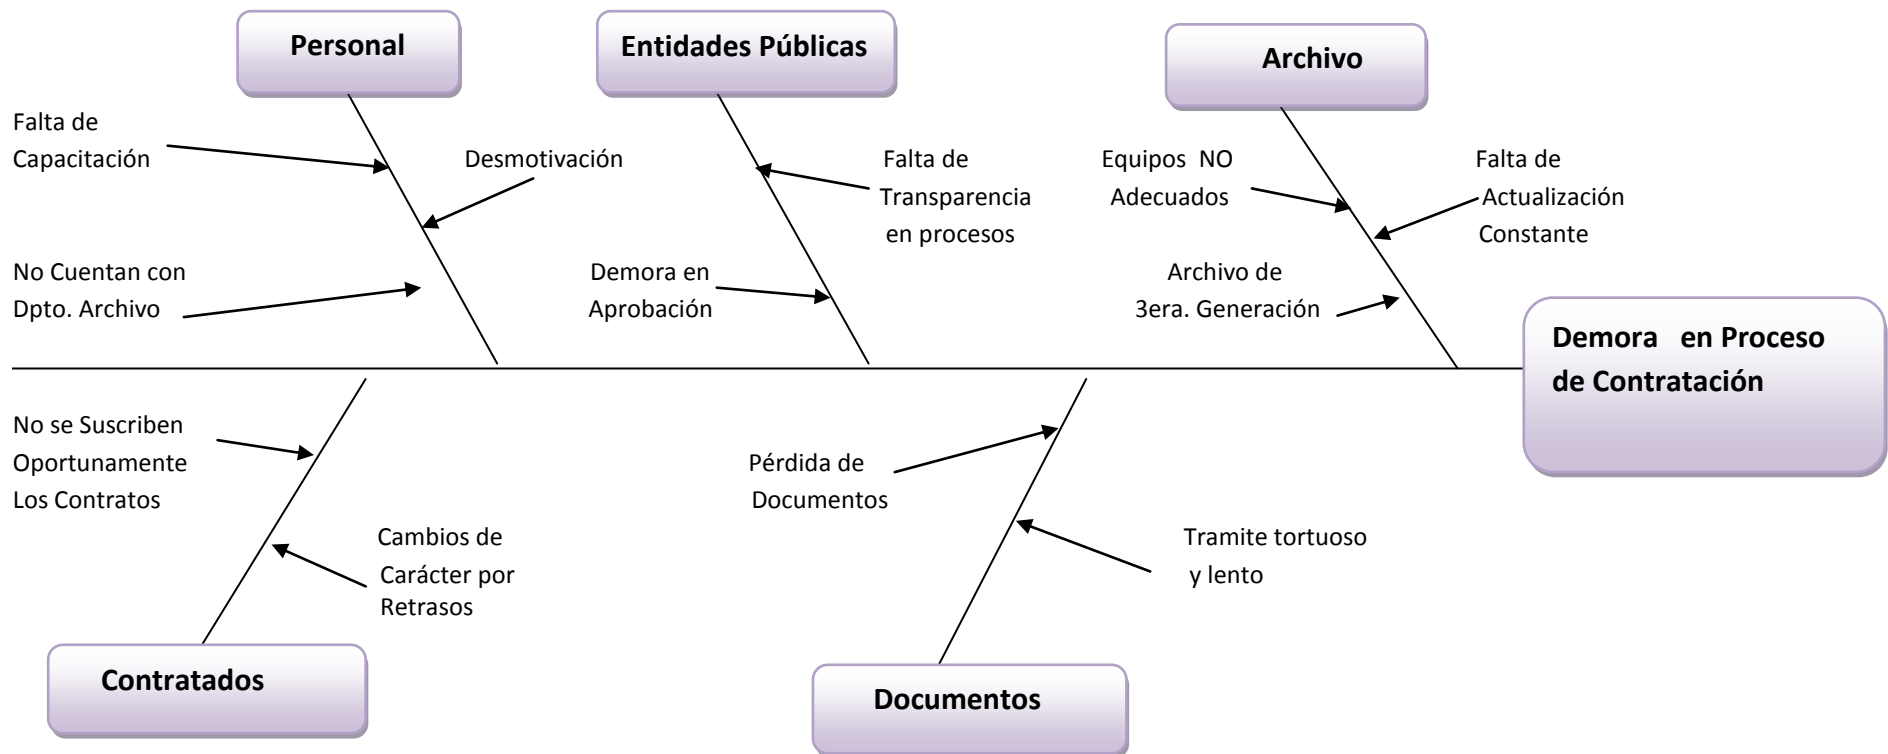 Personal
Entidades Públicas
Archivo
Falta de
Capacitación
Desmotivación
Falta de
Transparencia
en procesos
Equipos  NO
Adecuados
Falta de
Actualización
Constante
No Cuentan con
Dpto. Archivo
Demora en
Aprobación
Archivo de
3era. Generación
Demora   en Proceso
de Contratación
No se Suscriben
Oportunamente
Los Contratos
Cambios de
Carácter por
Retrasos
Pérdida de
Documentos
Tramite tortuoso
y lento
Contratados
Documentos